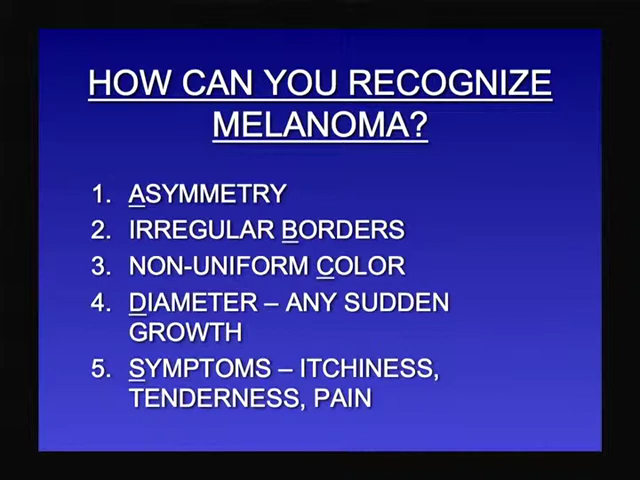 HOW CAN YOU RECOGNIZE
MELANOMA?
1. ASYMMETRY
2. IRREGULAR BORDERS
3. NON-UNIFORM COLOR
4. DIAMETER – ANY SUDDEN
GROWTH
5. SYMPTOMS – ITCHINESS,
TENDERNESS, PAIN